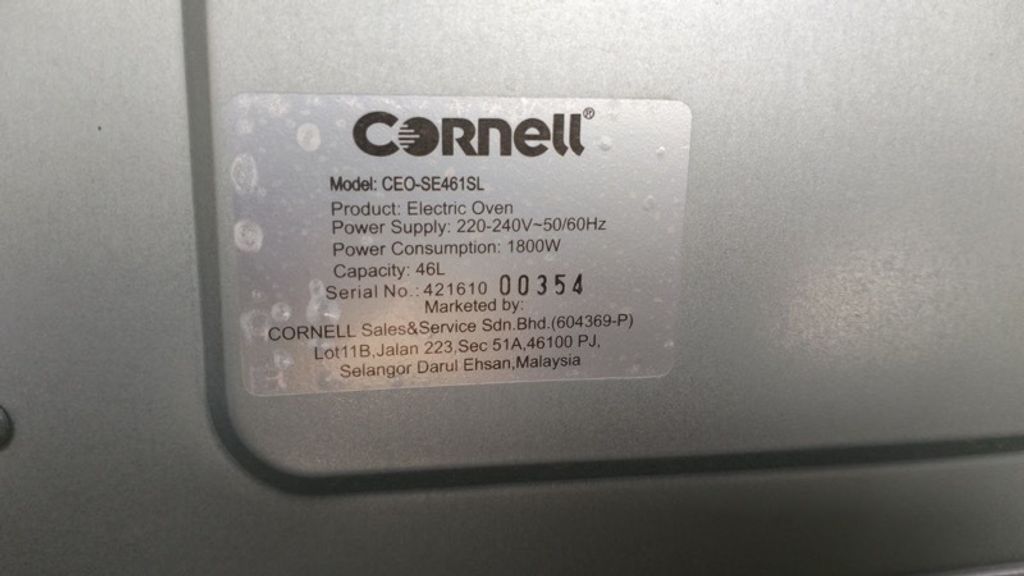 CORNELL®
Model: CEO-SE461SL
Product: Electric Oven
Power Supply: 220-240V~50/60Hz
Power Consumption: 1800W
Capacity: 46L
Serial No.: 421610 00354
Marketed by:
CORNELL Sales&Service Sdn.Bhd.(604369-P)
Lot11B,Jalan 223,Sec 51A,46100 PJ,
Selangor Darul Ehsan,Malaysia